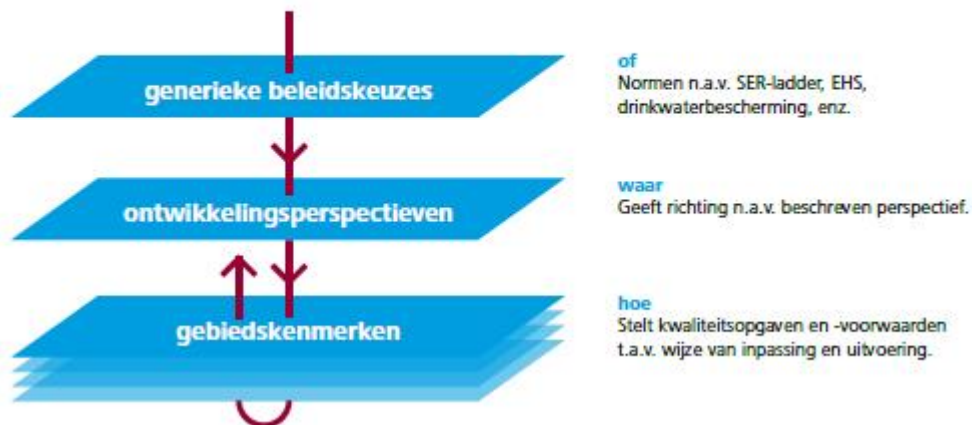 generieke beleidskeuzes
of
Normen n.a.v. SER-ladder, EHS,
drinkwaterbescherming, enz.
ontwikkelingsperspectieven
waar
Geeft richting n.a.v. beschreven perspectief.
gebiedskenmerken
hoe
Stelt kwaliteitsopgaven en -voorwaarden
t.a.v. wijze van inpassing en uitvoering.